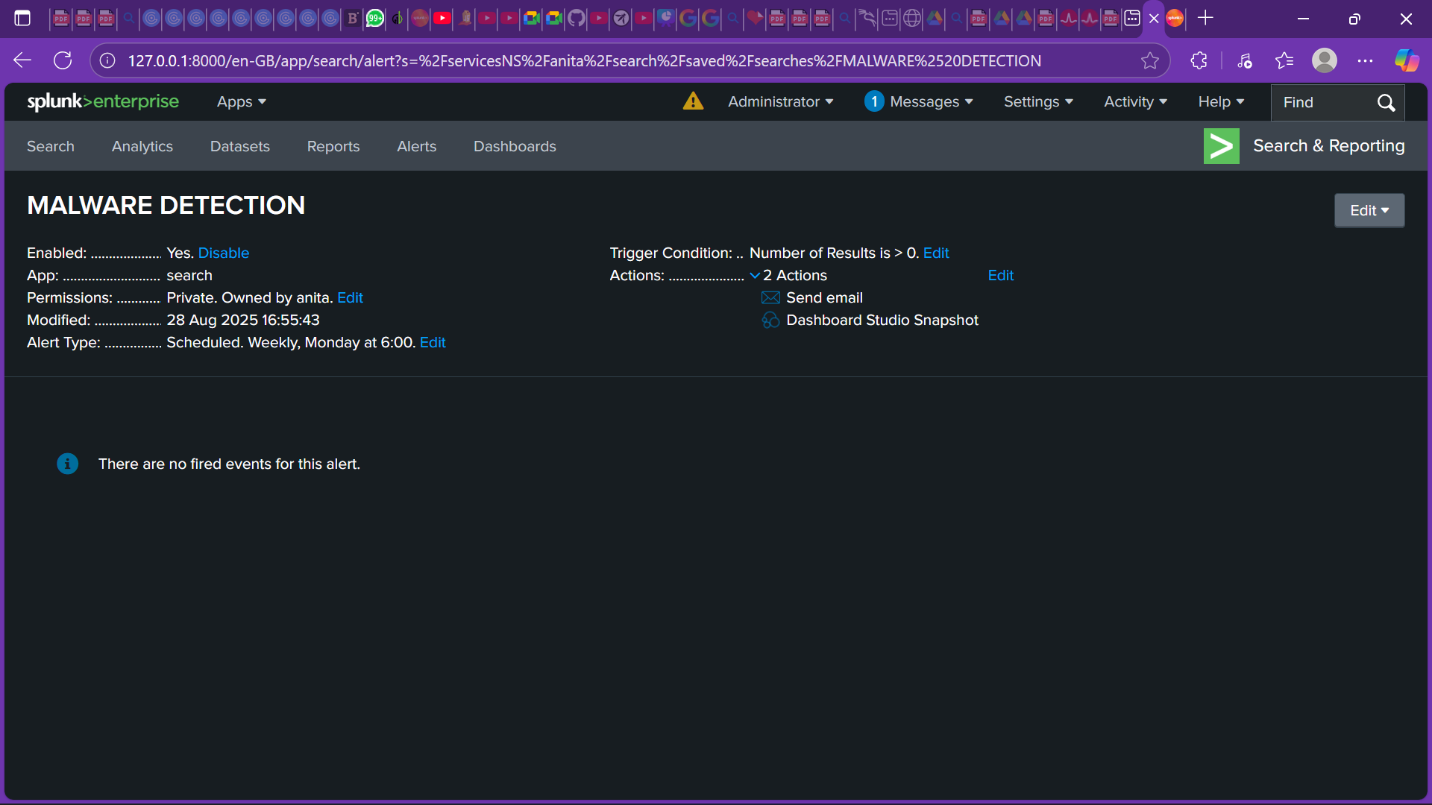 127.0.0.1:8000/en-GB/app/search/alert?s=%2FservicesNS%2Fanita%2Fsearch%2Fsaved%2Fsearches%2FMALWARE%2520DETECTION
splunk>enterprise Apps Administrator 1 Messages Settings Activity Help Find
Search Analytics Datasets Reports Alerts Dashboards Search & Reporting
MALWARE DETECTION
Edit
Enabled: .................... Yes. Disable
App: ............................ search
Permissions: ............ Private. Owned by anita. Edit
Modified: ................... 28 Aug 2025 16:55:43
Alert Type: ................ Scheduled. Weekly, Monday at 6:00. Edit
Trigger Condition: .. Number of Results is > 0. Edit
Actions: ...................... 2 Actions Edit
Send email
Dashboard Studio Snapshot
There are no fired events for this alert.